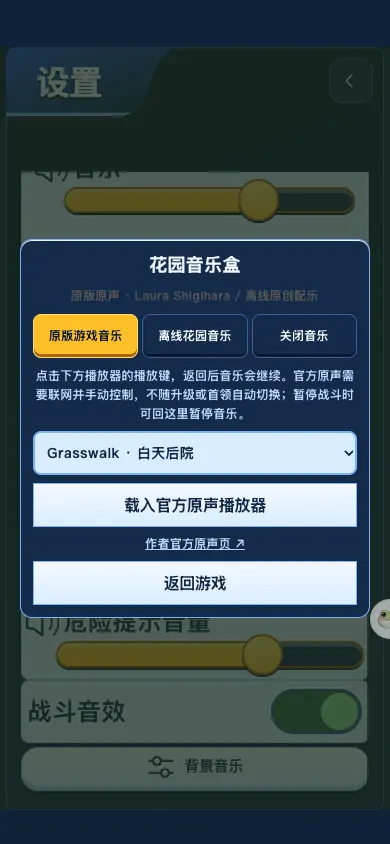 设置
音乐
花园音乐盒
原版原声 · Laura Shigihara / 离线原创配乐
原版游戏音乐
离线花园音乐
关闭音乐
点击下方播放器的播放键，返回后音乐会继续。官方原声需
要联网并手动控制，不随升级或首领自动切换；暂停战斗时
可回这里暂停音乐。
Grasswalk · 白天后院
载入官方原声播放器
作者官方原声页 ↗
返回游戏
危险提示音量
战斗音效
背景音乐